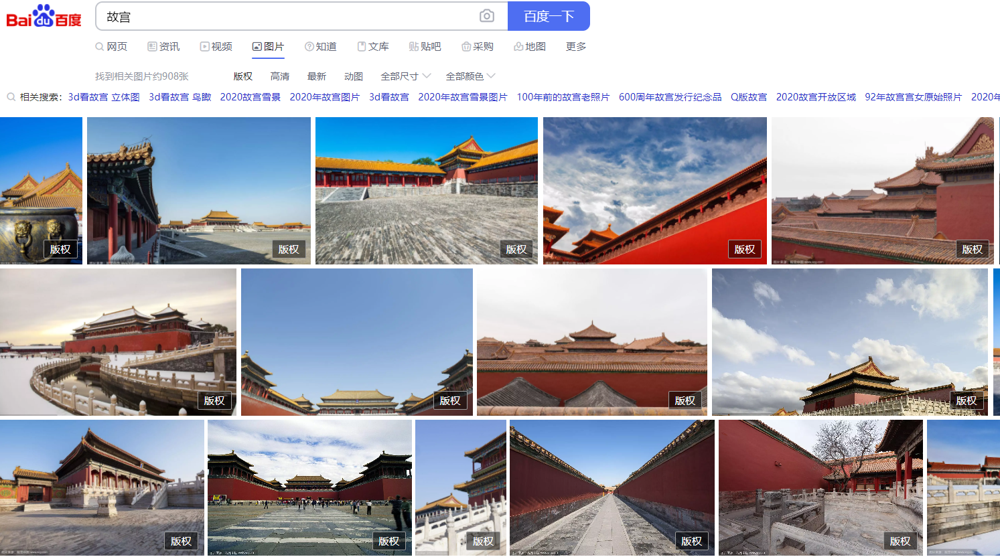 Bai du 百度
故宫
百度一下
网页 资讯 视频 图片 知道 文库 贴吧 采购 地图 更多
找到相关图片约908张 版权 高清 最新 动图 全部尺寸 全部颜色
相关搜索: 3d看故宫 立体图 3d看故宫 鸟瞰 2020故宫雪景 2020年故宫图片 3d看故宫 2020年故宫雪景图片 100年前的故宫老照片 600周年故宫发行纪念品 Q版故宫 2020故宫开放区域 92年故宫宫女原始照片 2020年
版权 版权 版权 版权 版权
版权 版权 版权 版权
版权 版权 版权 版权 版权